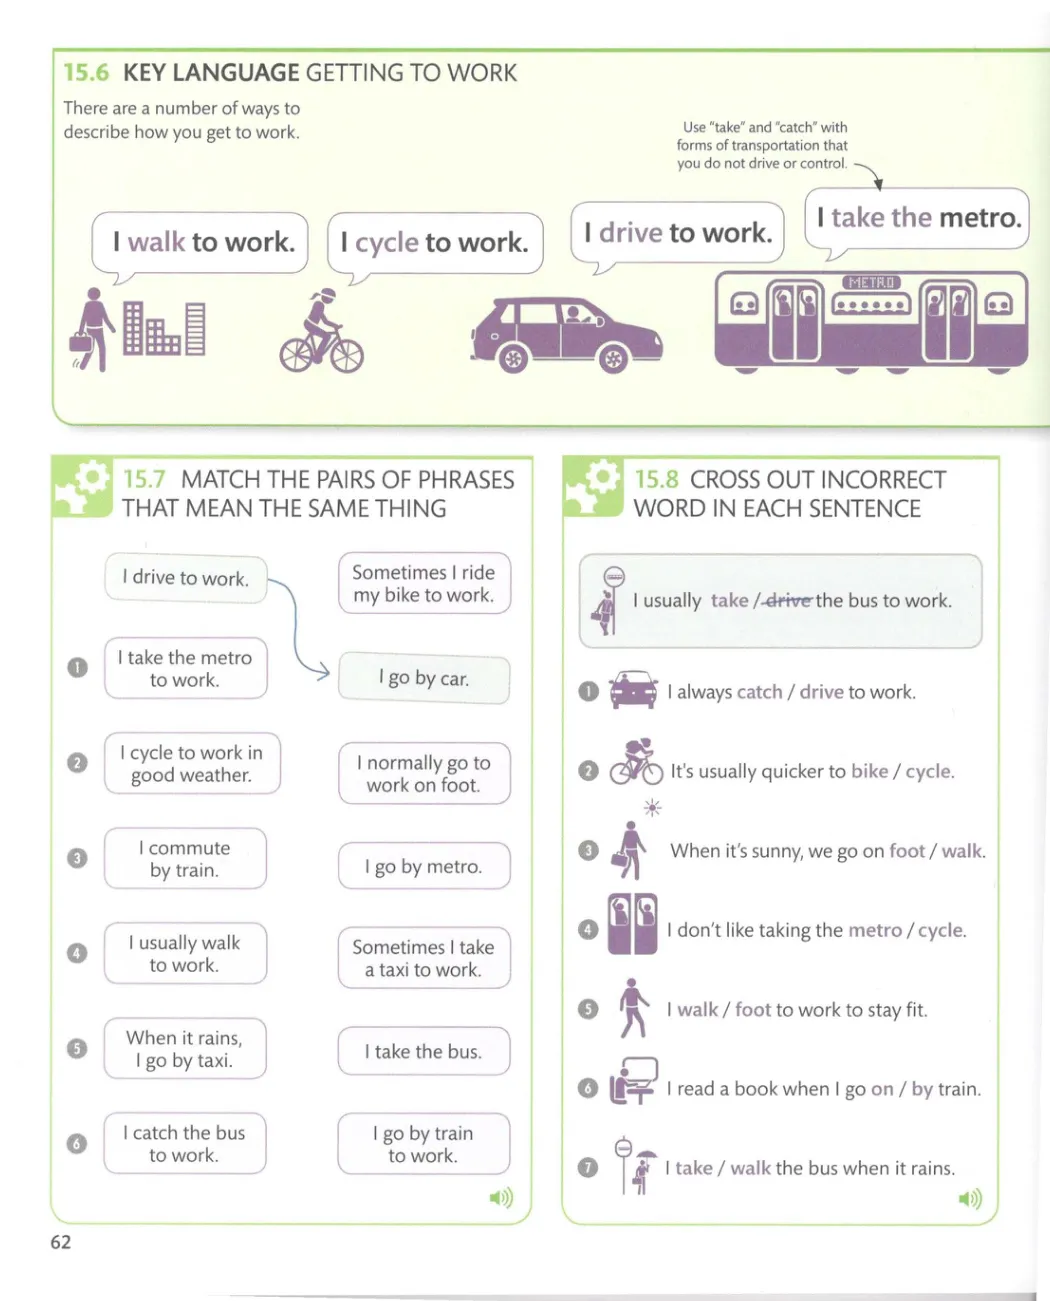 15.6 KEY LANGUAGE GETTING TO WORK
There are a number of ways to
describe how you get to work.
Use "take" and "catch" with
forms of transportation that
you do not drive or control.
I walk to work.
I cycle to work.
I drive to work.
I take the metro.
METRO
15.7 MATCH THE PAIRS OF PHRASES
THAT MEAN THE SAME THING
I drive to work.
Sometimes I ride
my bike to work.
1 I take the metro
to work.
I go by car.
2 I cycle to work in
good weather.
I normally go to
work on foot.
3 I commute
by train.
I go by metro.
4 I usually walk
to work.
Sometimes I take
a taxi to work.
5 When it rains,
I go by taxi.
I take the bus.
6 I catch the bus
to work.
I go by train
to work.
15.8 CROSS OUT INCORRECT
WORD IN EACH SENTENCE
I usually take / drive the bus to work.
1 I always catch / drive to work.
2 It's usually quicker to bike / cycle.
3 When it's sunny, we go on foot / walk.
4 I don't like taking the metro / cycle.
5 I walk / foot to work to stay fit.
6 I read a book when I go on / by train.
7 I take / walk the bus when it rains.
62